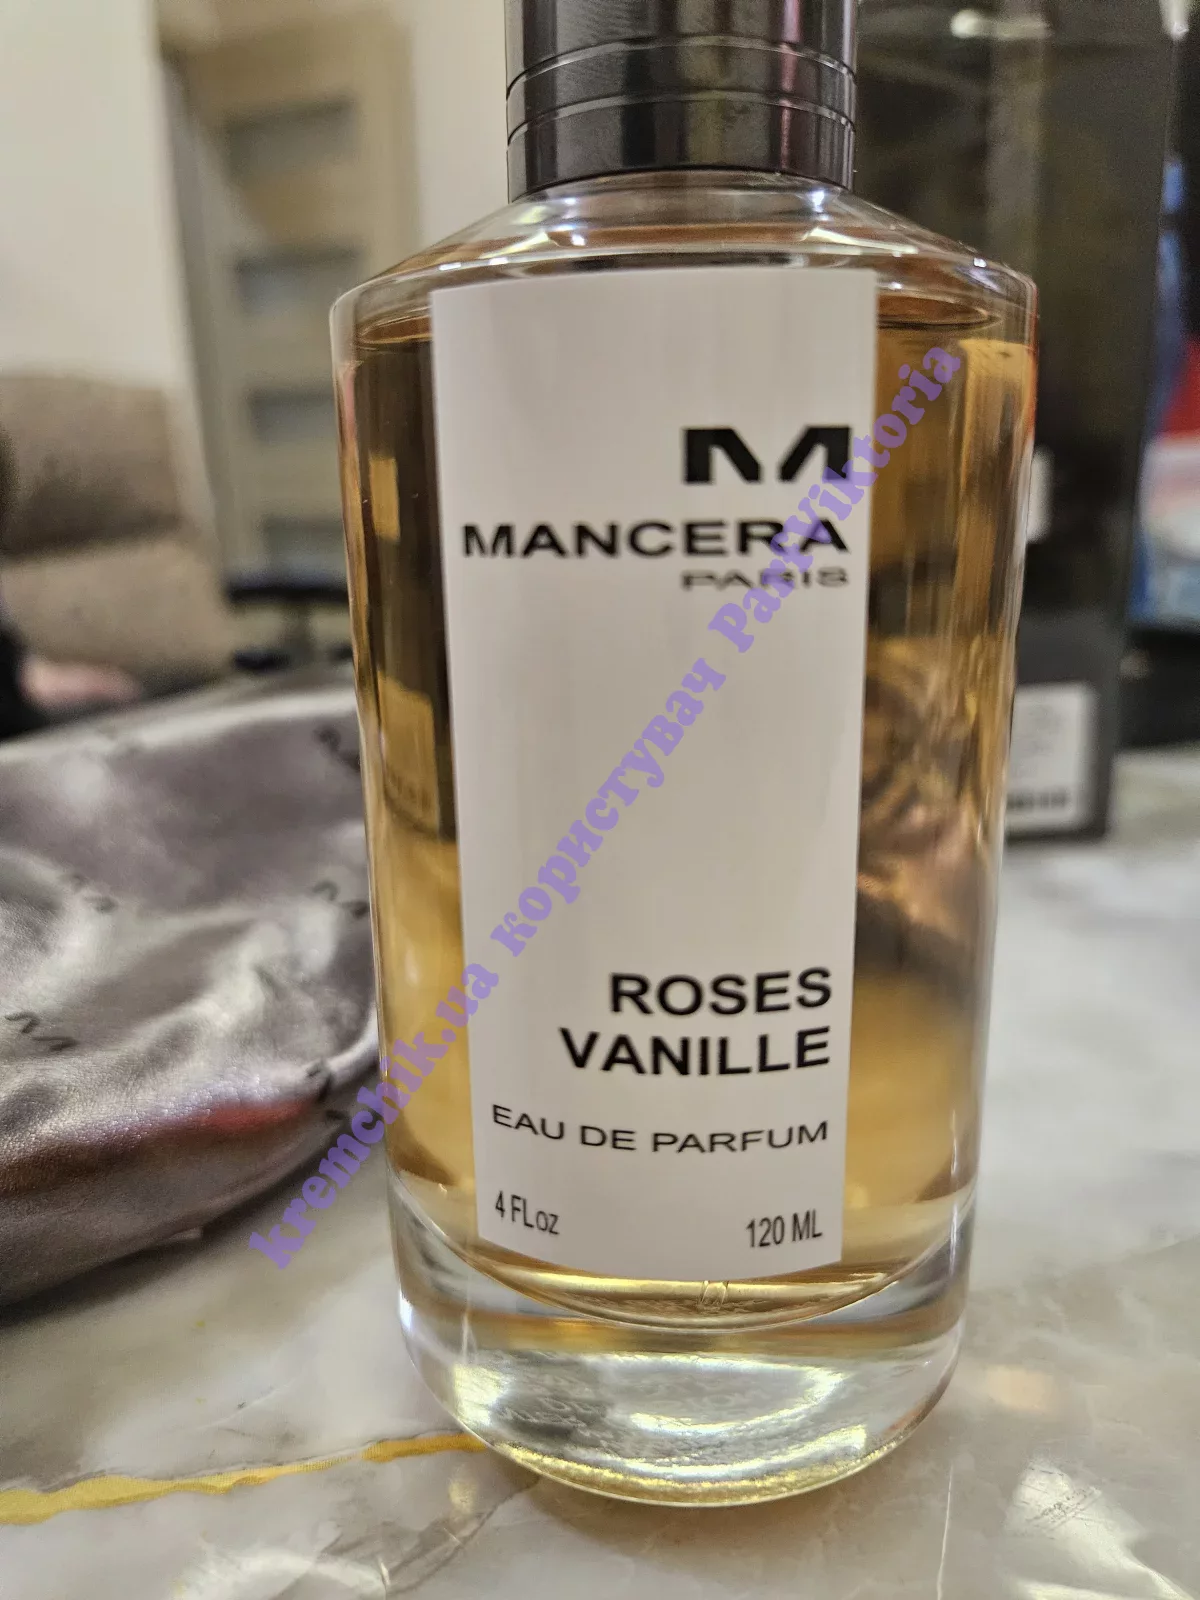 M
MANCERA
PARIS
ROSES
VANILLE
EAU DE PARFUM
4 FLoz
120 ML
kremchik.ua користувач ParfViktoria